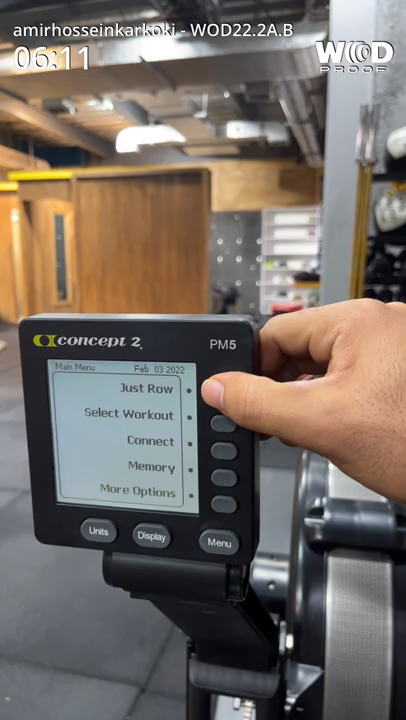 amirhosseinkarkoki - WOD22.2A.B
06:11
WOD
PROOF
concept 2
PM5
Main Menu Feb 03 2022
Just Row
Select Workout
Connect
Memory
More Options
Units Display Menu